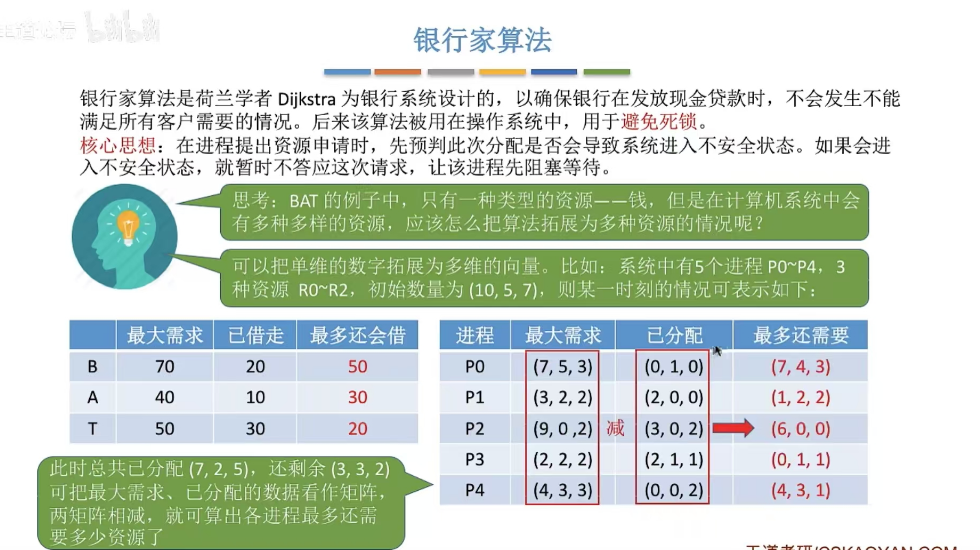 银行家算法
银行家算法是荷兰学者 Dijkstra 为银行系统设计的，以确保银行在发放现金贷款时，不会发生不能
满足所有客户需要的情况。后来该算法被用在操作系统中，用于避免死锁。
核心思想：在进程提出资源申请时，先预判此次分配是否会导致系统进入不安全状态。如果会进
入不安全状态，就暂时不答应这次请求，让该进程先阻塞等待。
思考：BAT 的例子中，只有一种类型的资源——钱，但是在计算机系统中会
有多种多样的资源，应该怎么把算法拓展为多种资源的情况呢？
可以把单维的数字拓展为多维的向量。比如：系统中有5个进程 P0~P4，3
种资源 R0~R2，初始数量为 (10, 5, 7)，则某一时刻的情况可表示如下：
最大需求 已借走 最多还会借
B 70 20 50
A 40 10 30
T 50 30 20
进程 最大需求 已分配 最多还需要
P0 (7, 5, 3) (0, 1, 0) (7, 4, 3)
P1 (3, 2, 2) (2, 0, 0) (1, 2, 2)
P2 (9, 0 ,2) 减 (3, 0, 2) (6, 0, 0)
P3 (2, 2, 2) (2, 1, 1) (0, 1, 1)
P4 (4, 3, 3) (0, 0, 2) (4, 3, 1)
此时总共已分配 (7, 2, 5)，还剩余 (3, 3, 2)
可把最大需求、已分配的数据看作矩阵，
两矩阵相减，就可算出各进程最多还需
要多少资源了